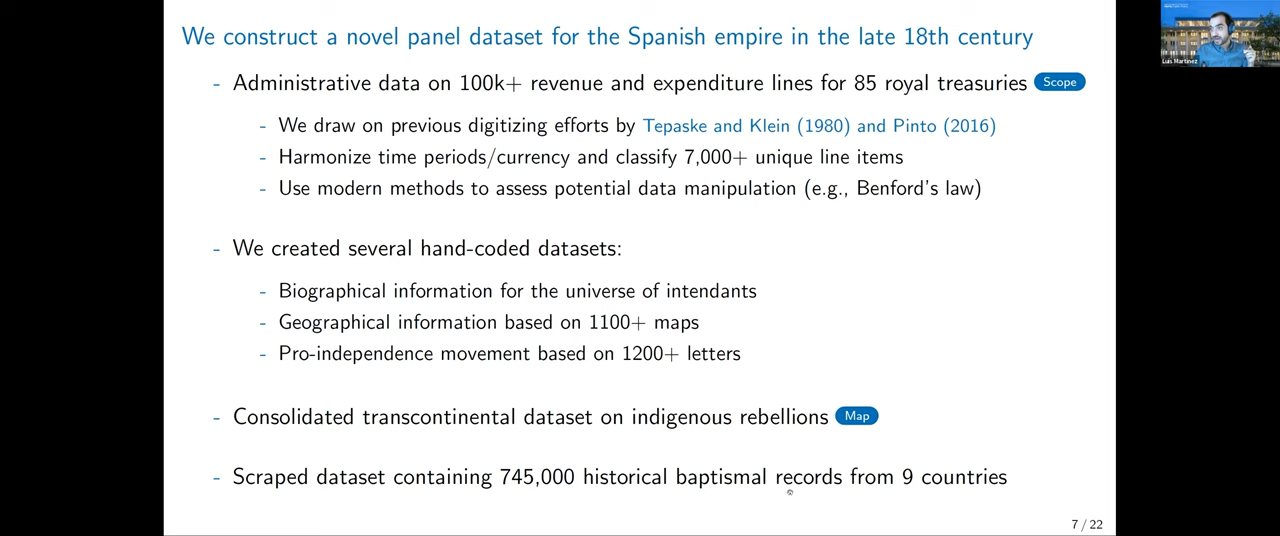 We construct a novel panel dataset for the Spanish empire in the late 18th century
- Administrative data on 100k+ revenue and expenditure lines for 85 royal treasuries Scope
- We draw on previous digitizing efforts by Tepaske and Klein (1980) and Pinto (2016)
- Harmonize time periods/currency and classify 7,000+ unique line items
- Use modern methods to assess potential data manipulation (e.g., Benford's law)
- We created several hand-coded datasets:
- Biographical information for the universe of intendants
- Geographical information based on 1100+ maps
- Pro-independence movement based on 1200+ letters
- Consolidated transcontinental dataset on indigenous rebellions Map
- Scraped dataset containing 745,000 historical baptismal records from 9 countries
7 / 22
Luis Martinez